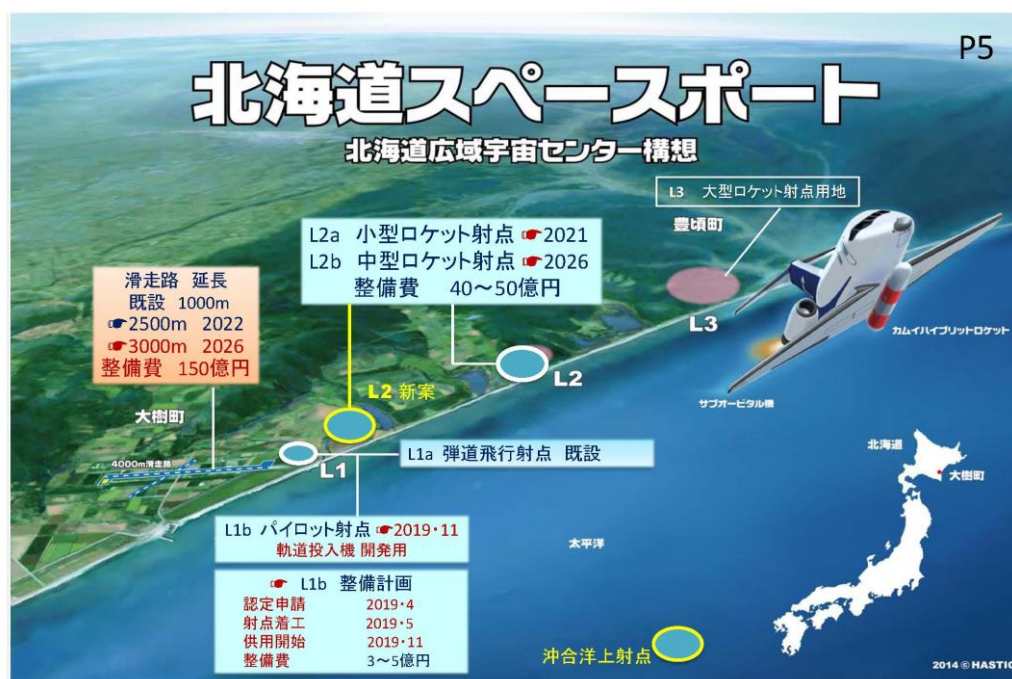 P5
北海道スペースポート
北海道広域宇宙センター構想
L3　大型ロケット射点用地
豊頃町
L3
L2a　小型ロケット射点 ☛2021
L2b　中型ロケット射点 ☛2026
整備費　40～50億円
滑走路　延長
既設　1000m
☛2500m　2022
☛3000m　2026
整備費　150億円
カムイハイブリットロケット
サブオービタル機
L2
L2 新案
大樹町
4000m滑走路
L1
L1a 弾道飛行射点　既設
L1b パイロット射点 ☛2019・11
軌道投入機 開発用
☛ L1b 整備計画
認定申請　2019・4
射点着工　2019・5
供用開始　2019・11
整備費　3～5億円
太平洋
沖合洋上射点
北海道
大樹町
2014 © HASTIC